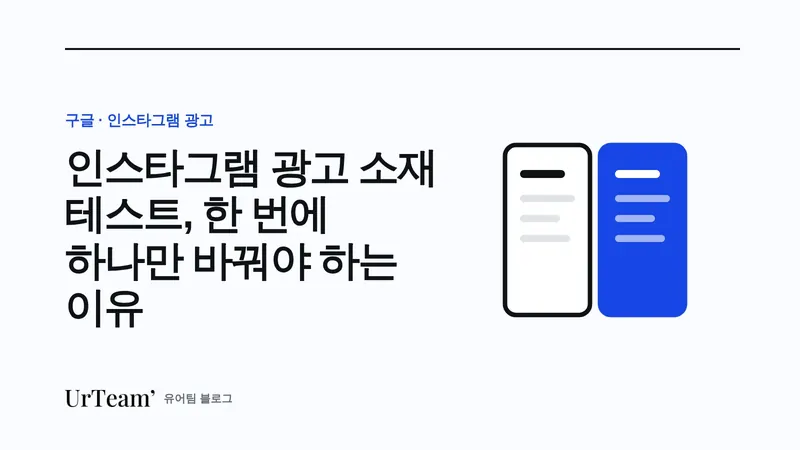 구글 · 인스타그램 광고
인스타그램 광고 소재
테스트, 한 번에
하나만 바꿔야 하는
이유
UrTeam’ 유어팀 블로그